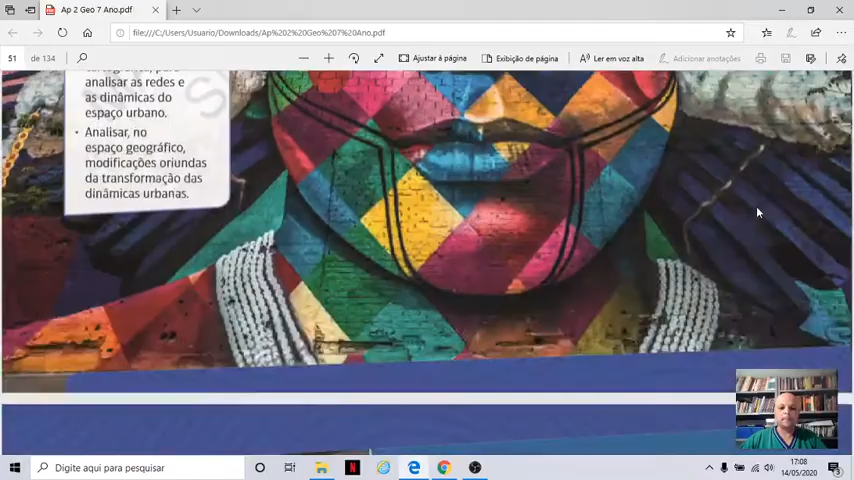 Ap 2 Geo 7 Ano.pdf
file:///C:/Users/Usuario/Downloads/Ap%202%20Geo%207%20Ano.pdf
51 de 134
Ajustar à página
Exibição de página
Ler em voz alta
Adicionar anotações
analisar as redes e
as dinâmicas do
espaço urbano.
• Analisar, no
espaço geográfico,
modificações oriundas
da transformação das
dinâmicas urbanas.
Digite aqui para pesquisar
17:08
14/05/2020